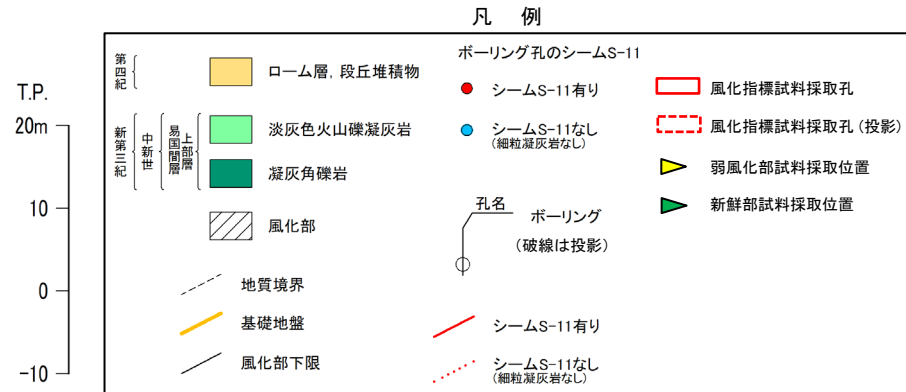 凡 例
T.P.
20m
10
0
-10
第四紀
ローム層, 段丘堆積物
新第三紀
中新世
易国間層
上部層
淡灰色火山礫凝灰岩
凝灰角礫岩
風化部
地質境界
基礎地盤
風化部下限
ボーリング孔のシームS-11
シームS-11有り
シームS-11なし
(細粒凝灰岩なし)
孔名
ボーリング
(破線は投影)
シームS-11有り
シームS-11なし
(細粒凝灰岩なし)
風化指標試料採取孔
風化指標試料採取孔(投影)
弱風化部試料採取位置
新鮮部試料採取位置